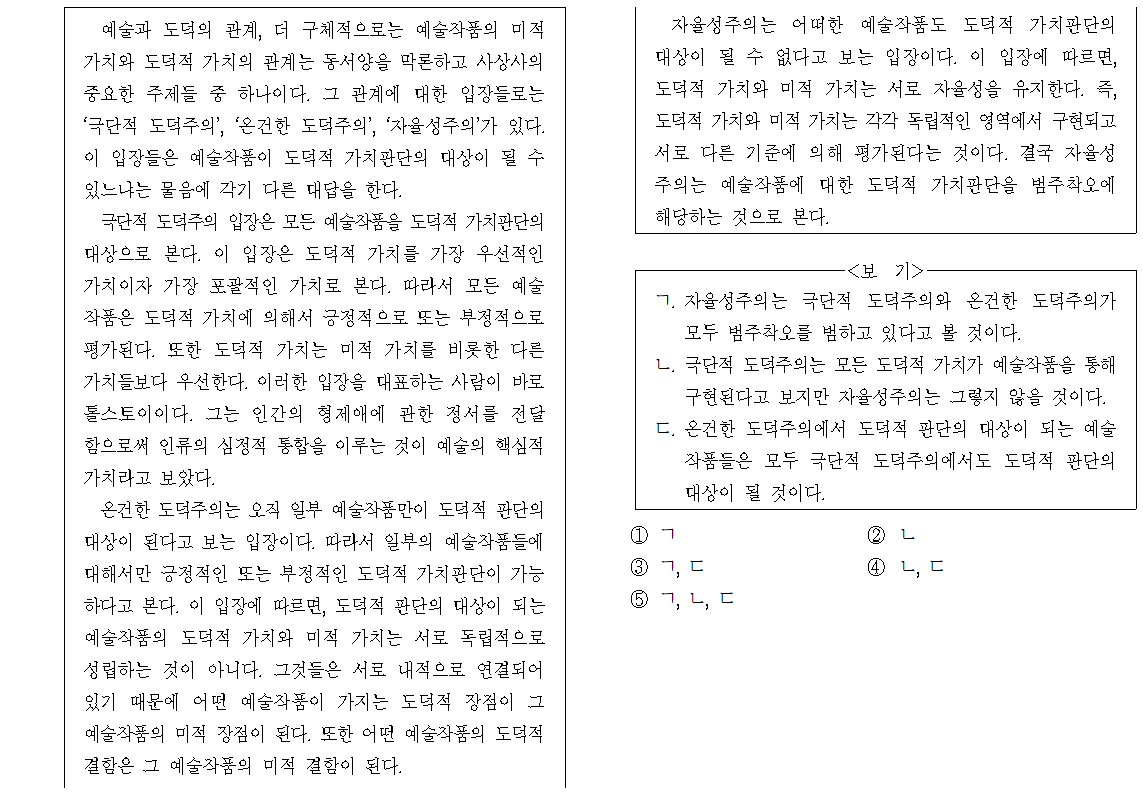 예술과 도덕의 관계, 더 구체적으로는 예술작품의 미적
가치와 도덕적 가치의 관계는 동서양을 막론하고 사상사의
중요한 주제들 중 하나이다. 그 관계에 대한 입장들로는
‘극단적 도덕주의’, ‘온건한 도덕주의’, ‘자율성주의’가 있다.
이 입장들은 예술작품이 도덕적 가치판단의 대상이 될 수
있느냐는 물음에 각기 다른 대답을 한다.
극단적 도덕주의 입장은 모든 예술작품을 도덕적 가치판단의
대상으로 본다. 이 입장은 도덕적 가치를 가장 우선적인
가치이자 가장 포괄적인 가치로 본다. 따라서 모든 예술
작품은 도덕적 가치에 의해서 긍정적으로 또는 부정적으로
평가된다. 또한 도덕적 가치는 미적 가치를 비롯한 다른
가치들보다 우선한다. 이러한 입장을 대표하는 사람이 바로
톨스토이이다. 그는 인간의 형제애에 관한 정서를 전달
함으로써 인류의 심정적 통합을 이루는 것이 예술의 핵심적
가치라고 보았다.
온건한 도덕주의는 오직 일부 예술작품만이 도덕적 판단의
대상이 된다고 보는 입장이다. 따라서 일부의 예술작품들에
대해서만 긍정적인 또는 부정적인 도덕적 가치판단이 가능
하다고 본다. 이 입장에 따르면, 도덕적 판단의 대상이 되는
예술작품의 도덕적 가치와 미적 가치는 서로 독립적으로
성립하는 것이 아니다. 그것들은 서로 내적으로 연결되어
있기 때문에 어떤 예술작품이 가지는 도덕적 장점이 그
예술작품의 미적 장점이 된다. 또한 어떤 예술작품의 도덕적
결함은 그 예술작품의 미적 결함이 된다.
자율성주의는 어떠한 예술작품도 도덕적 가치판단의
대상이 될 수 없다고 보는 입장이다. 이 입장에 따르면,
도덕적 가치와 미적 가치는 서로 자율성을 유지한다. 즉,
도덕적 가치와 미적 가치는 각각 독립적인 영역에서 구현되고
서로 다른 기준에 의해 평가된다는 것이다. 결국 자율성
주의는 예술작품에 대한 도덕적 가치판단을 범주착오에
해당하는 것으로 본다.
<보 기>
ㄱ. 자율성주의는 극단적 도덕주의와 온건한 도덕주의가
모두 범주착오를 범하고 있다고 볼 것이다.
ㄴ. 극단적 도덕주의는 모든 도덕적 가치가 예술작품을 통해
구현된다고 보지만 자율성주의는 그렇지 않을 것이다.
ㄷ. 온건한 도덕주의에서 도덕적 판단의 대상이 되는 예술
작품들은 모두 극단적 도덕주의에서도 도덕적 판단의
대상이 될 것이다.
① ㄱ ② ㄴ
③ ㄱ, ㄷ ④ ㄴ, ㄷ
⑤ ㄱ, ㄴ, ㄷ